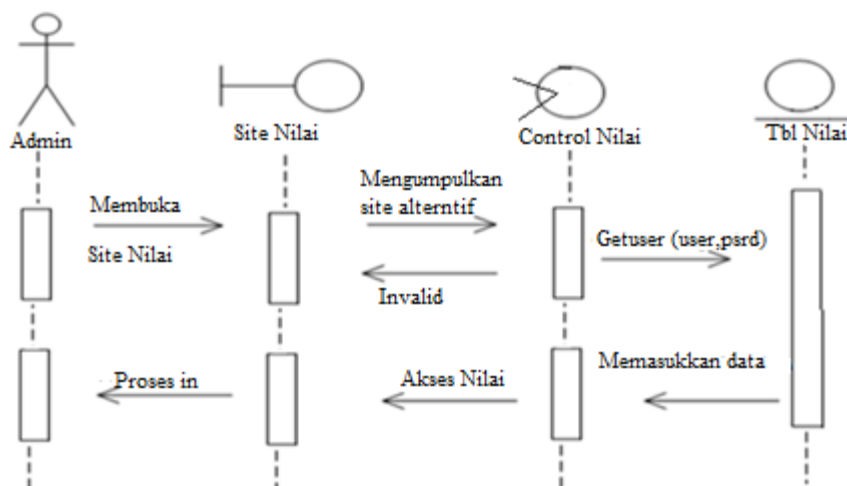 Admin
Site Nilai
Control Nilai
Tbl Nilai
Membuka
Site Nilai
Mengumpulkan
site alterntif
Getuser (user,psrd)
Invalid
Memasukkan data
Akses Nilai
Proses in